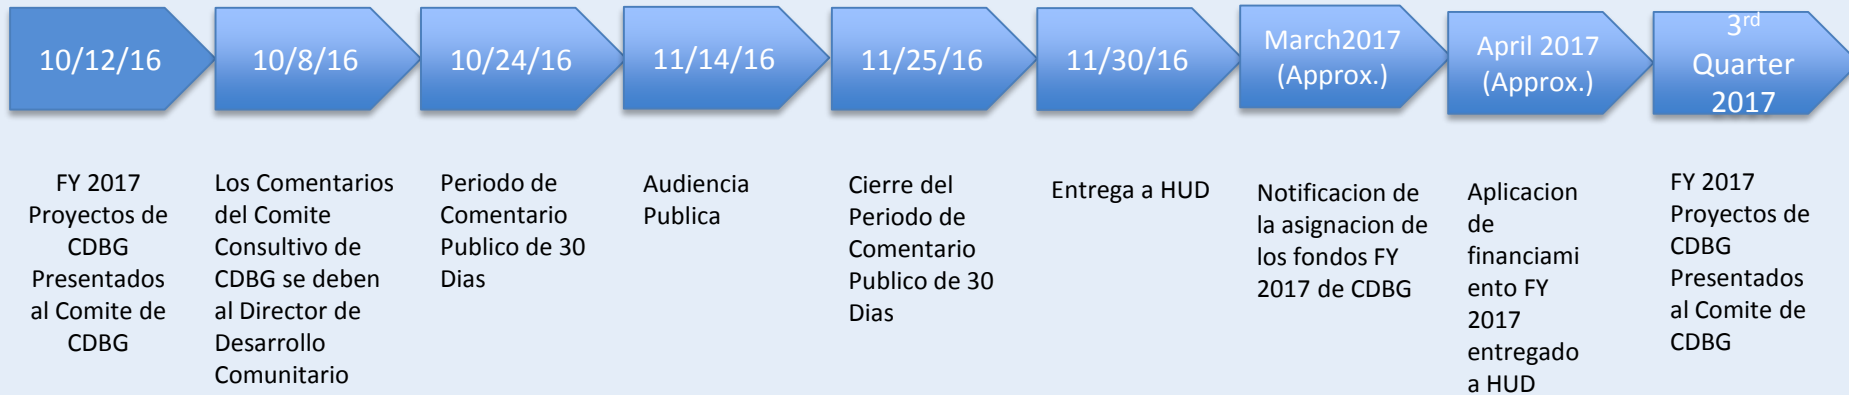 10/12/16
10/8/16
10/24/16
11/14/16
11/25/16
11/30/16
March2017
(Approx.)
April 2017
(Approx.)
3rd
Quarter
2017
FY 2017
Proyectos de
CDBG
Presentados
al Comite de
CDBG
Los Comentarios
del Comite
Consultivo de
CDBG se deben
al Director de
Desarrollo
Comunitario
Periodo de
Comentario
Publico de 30
Dias
Audiencia
Publica
Cierre del
Periodo de
Comentario
Publico de 30
Dias
Entrega a HUD
Notificacion de
la asignacion de
los fondos FY
2017 de CDBG
Aplicacion
de
financiami
ento FY
2017
entregado
a HUD
FY 2017
Proyectos de
CDBG
Presentados
al Comite de
CDBG